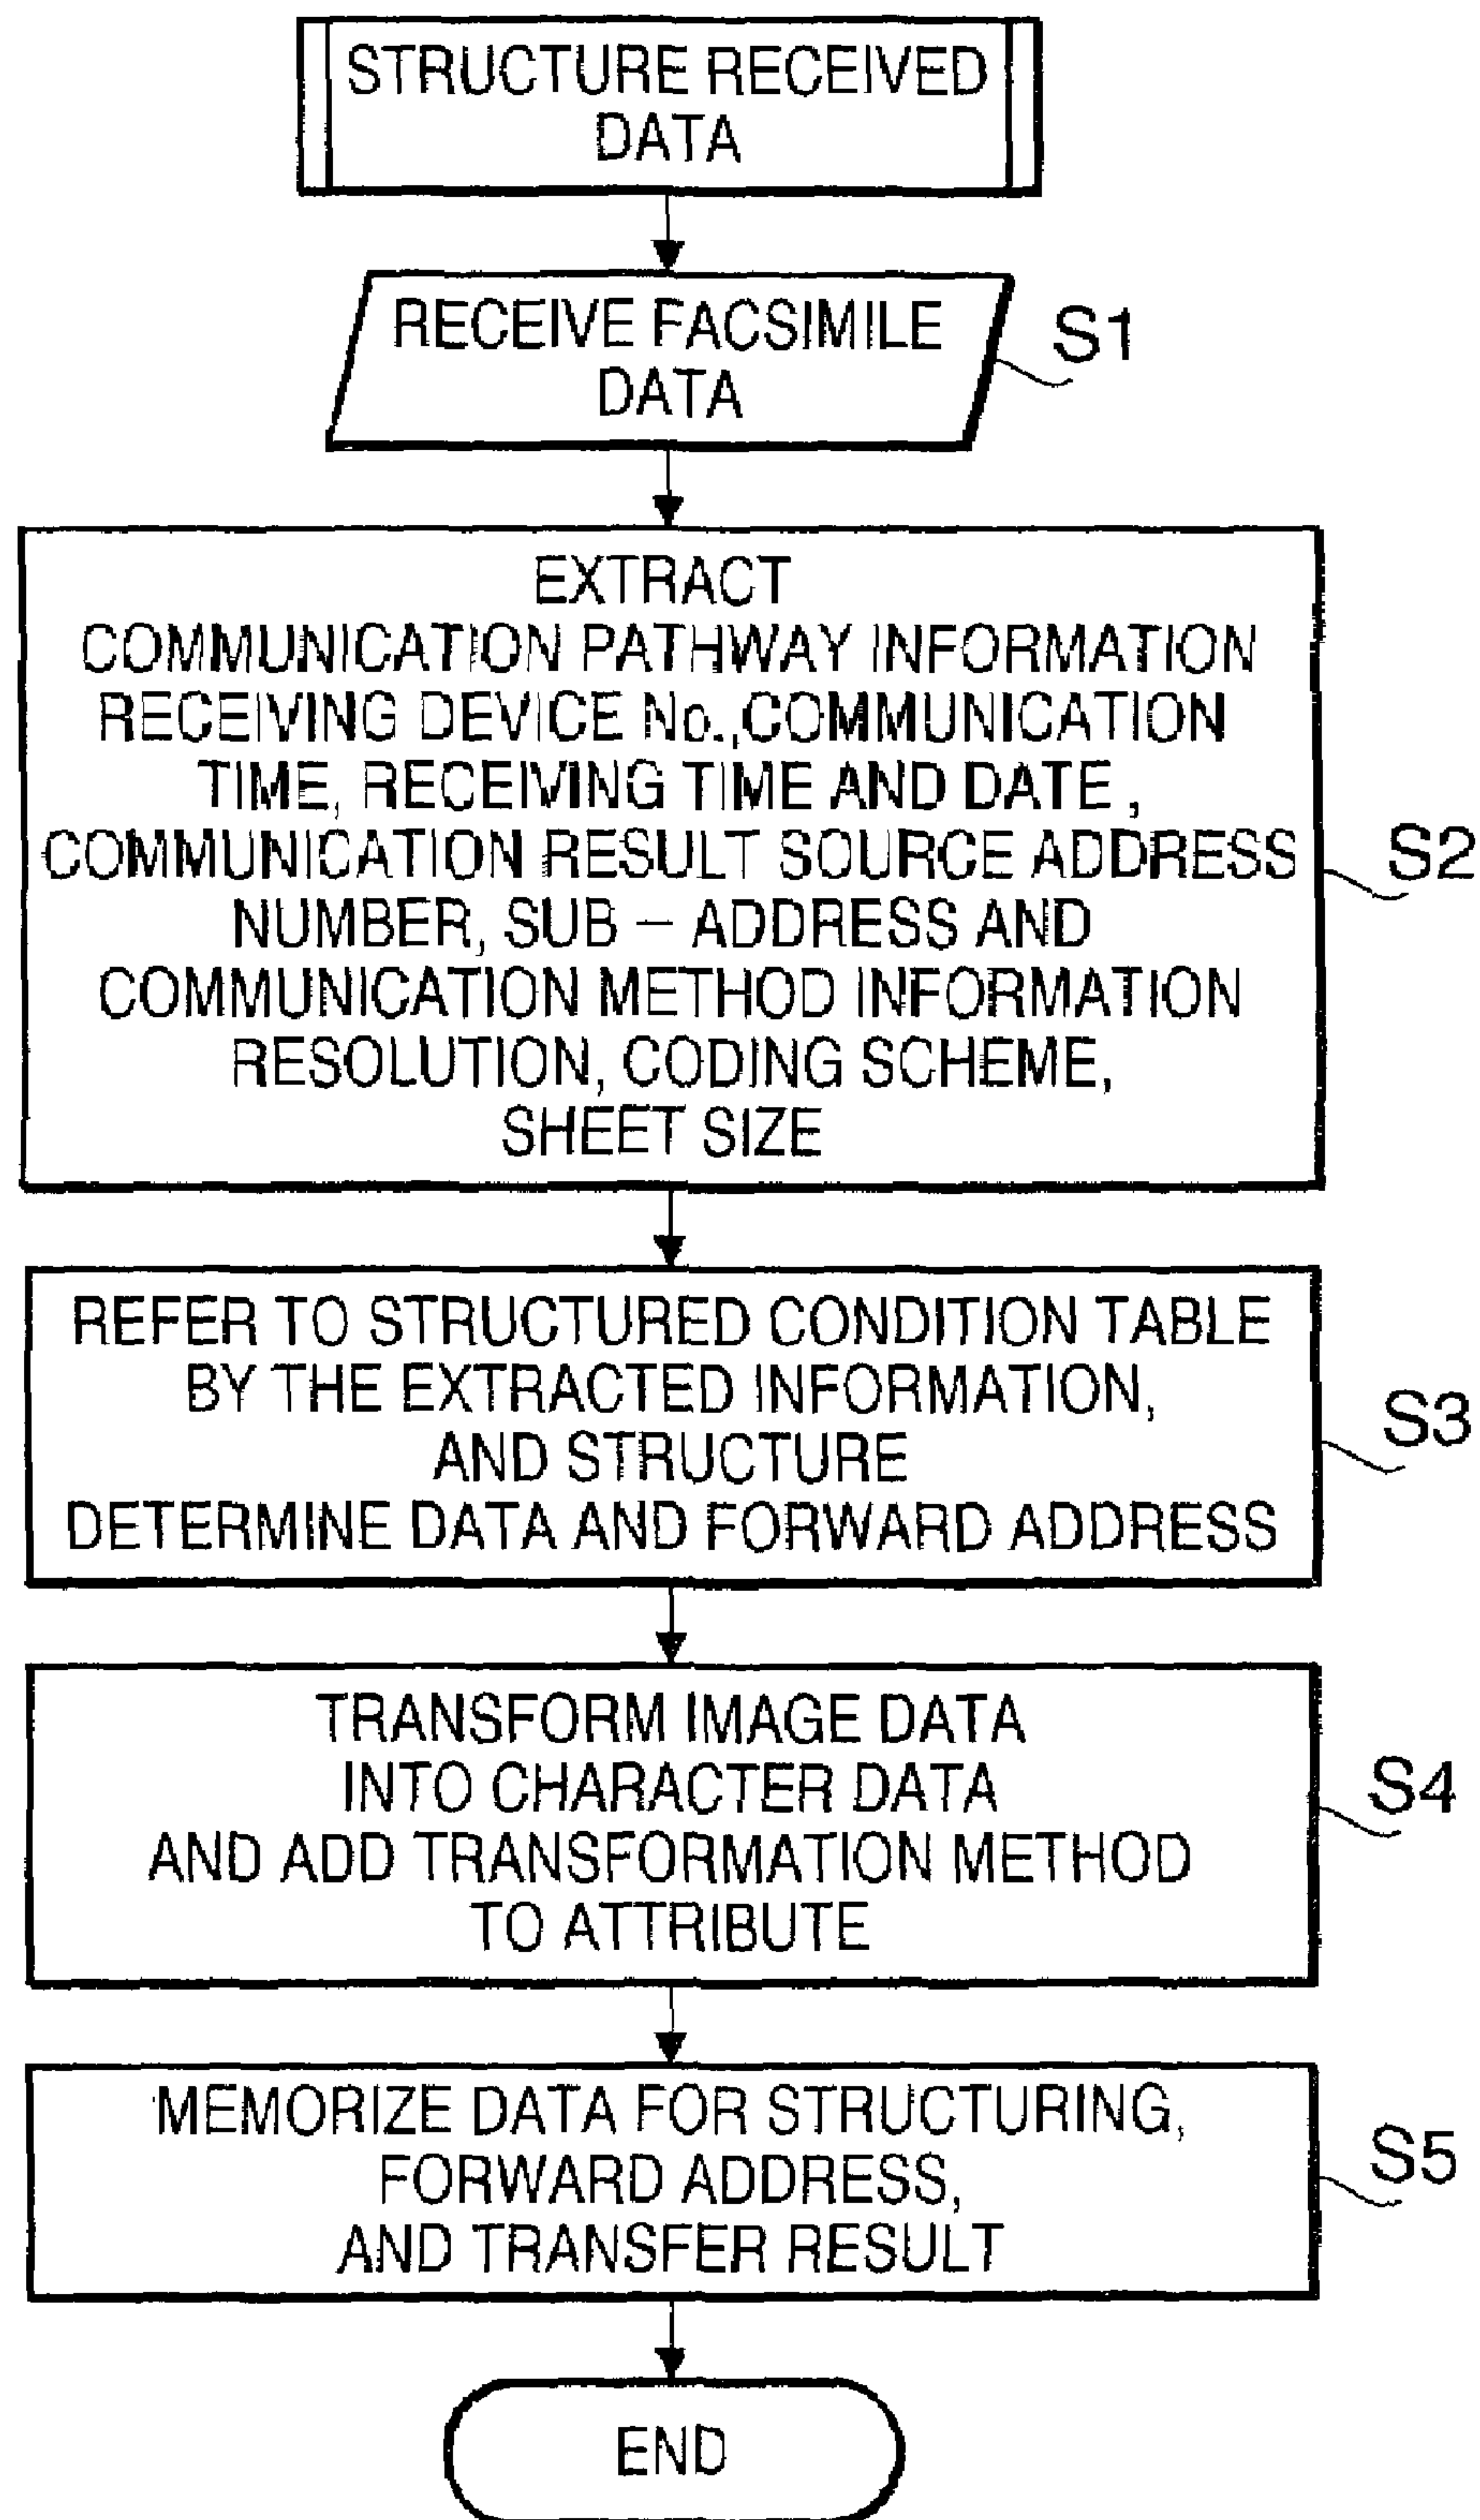 STRUCTURE RECEIVED
DATA
RECEIVE FACSIMILE
DATA
S1
EXTRACT
COMMUNICATION PATHWAY INFORMATION
RECEIVING DEVICE No.,COMMUNICATION
TIME, RECEIVING TIME AND DATE ,
COMMUNICATION RESULT SOURCE ADDRESS
NUMBER, SUB – ADDRESS AND
COMMUNICATION METHOD INFORMATION
RESOLUTION, CODING SCHEME,
SHEET SIZE
S2
REFER TO STRUCTURED CONDITION TABLE
BY THE EXTRACTED INFORMATION,
AND STRUCTURE
DETERMINE DATA AND FORWARD ADDRESS
S3
TRANSFORM IMAGE DATA
INTO CHARACTER DATA
AND ADD TRANSFORMATION METHOD
TO ATTRIBUTE
S4
MEMORIZE DATA FOR STRUCTURING,
FORWARD ADDRESS,
AND TRANSFER RESULT
S5
END